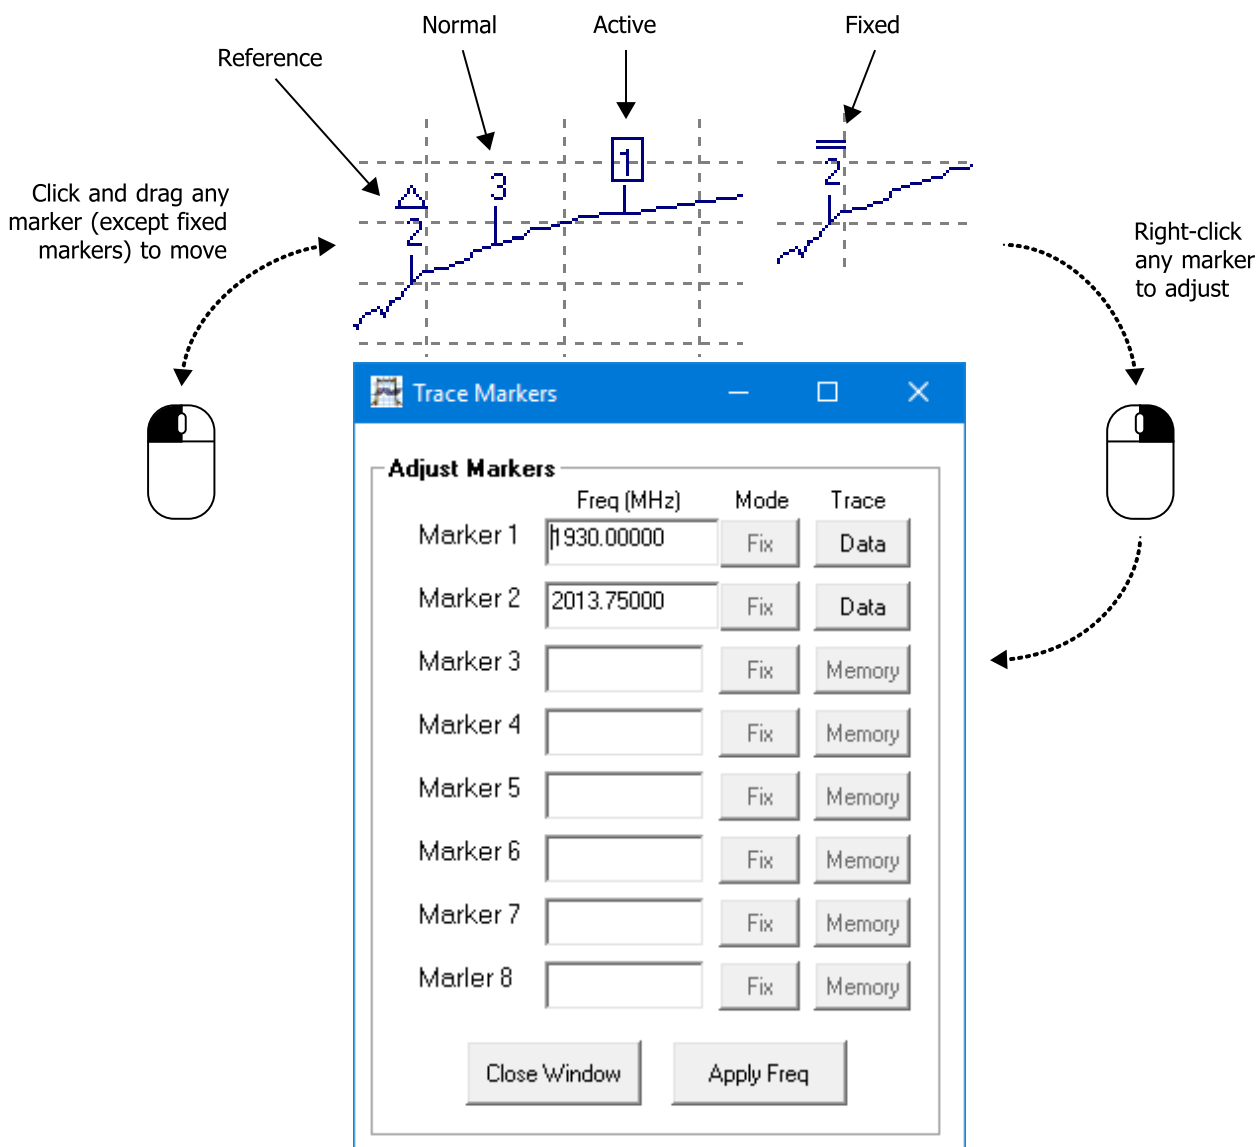 Normal
Active
Fixed
Reference
1
3
2
2
Click and drag any
marker (except fixed
markers) to move
Right-click
any marker
to adjust
Trace Markers
Adjust Markers
Freq (MHz) Mode Trace
Marker 1 1930.00000 Fix Data
Marker 2 2013.75000 Fix Data
Marker 3 Fix Memory
Marker 4 Fix Memory
Marker 5 Fix Memory
Marker 6 Fix Memory
Marker 7 Fix Memory
Marler 8 Fix Memory
Close Window Apply Freq